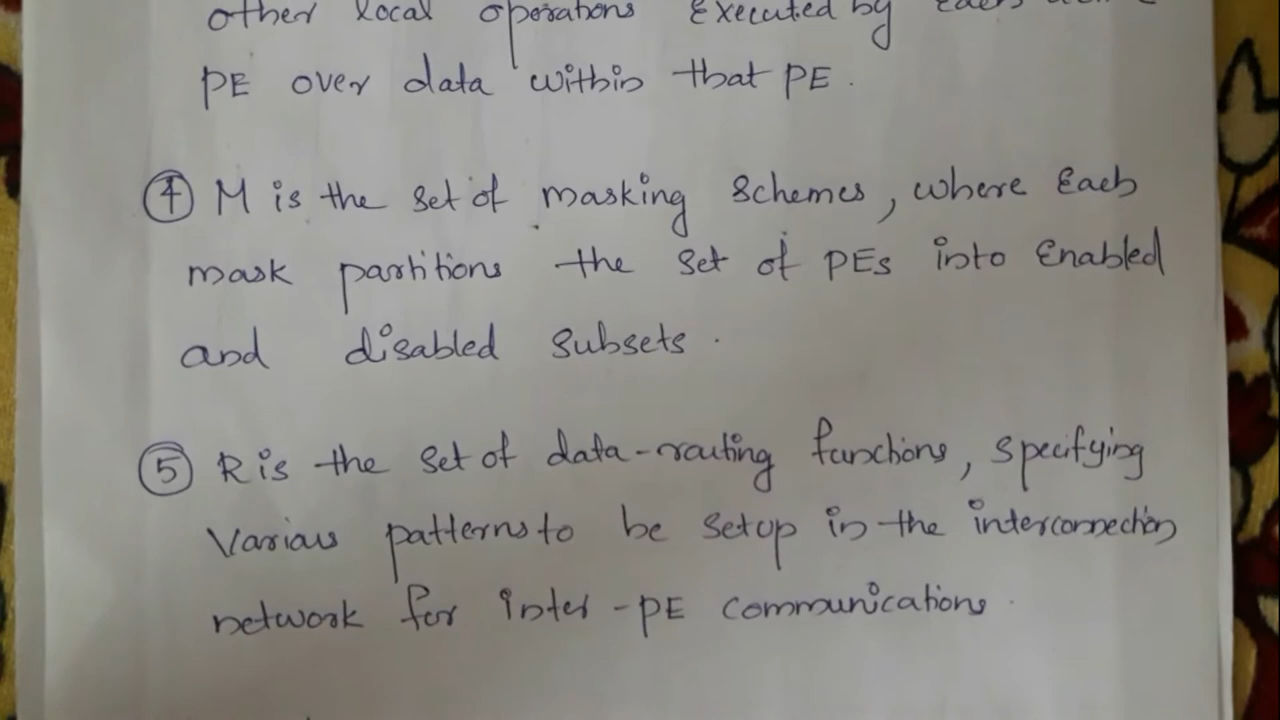 other local operations Executed by each
PE over data within that PE.
④ M is the set of masking schemes, where Each
mask partitions the set of PEs into Enabled
and disabled subsets.
⑤ R is the set of data-routing functions, specifying
Various patterns to be setup in the interconnection
network for inter-PE communications.